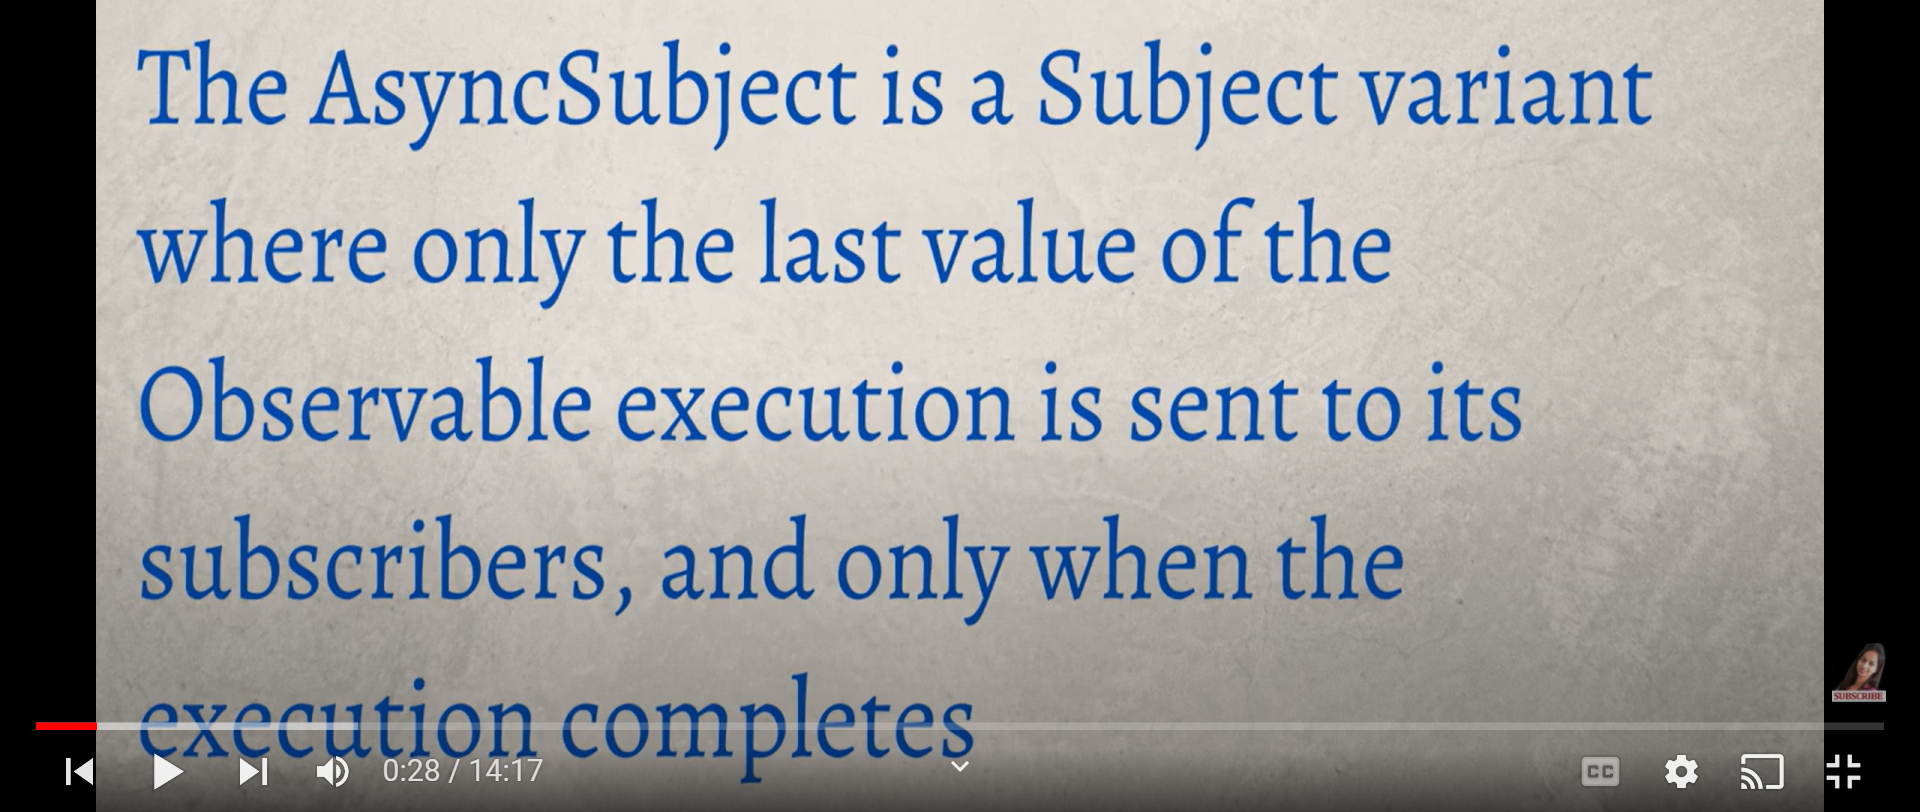 The AsyncSubject is a Subject variant
where only the last value of the
Observable execution is sent to its
subscribers, and only when the
execution completes
SUBSCRIBE
0:28 / 14:17
CC